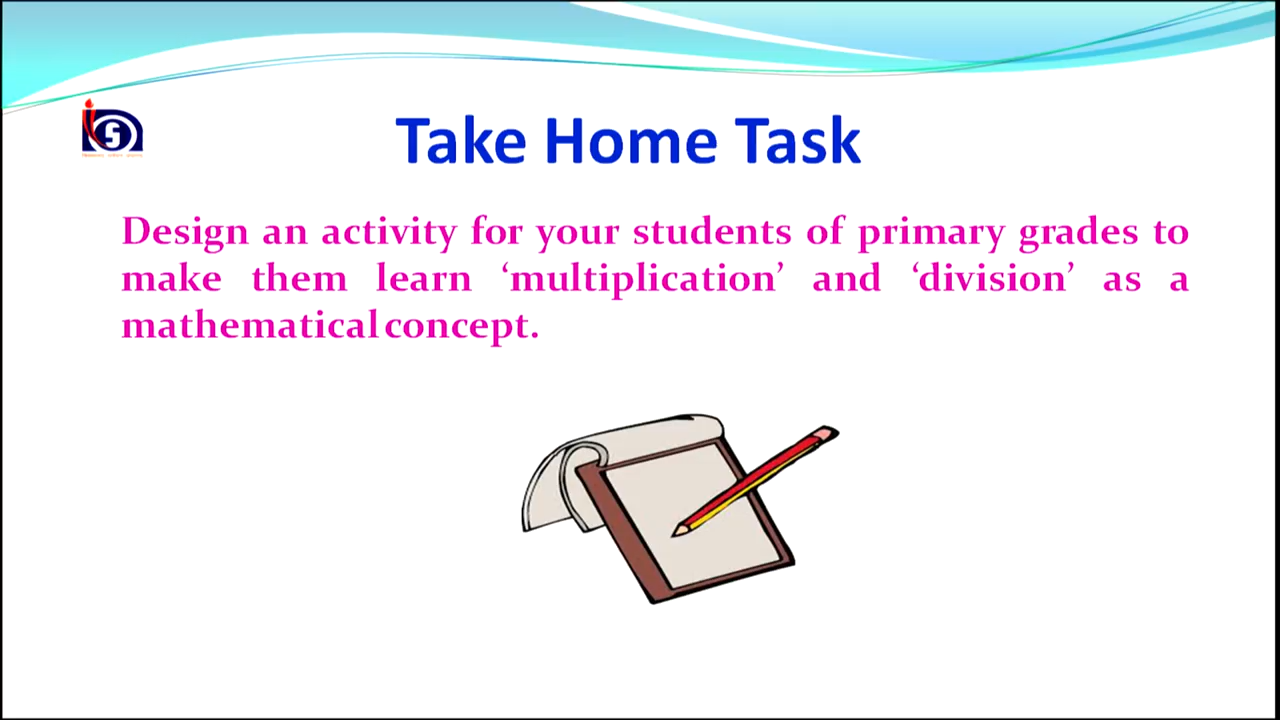 Take Home Task
Design an activity for your students of primary grades to
make them learn ‘multiplication’ and ‘division’ as a
mathematical concept.